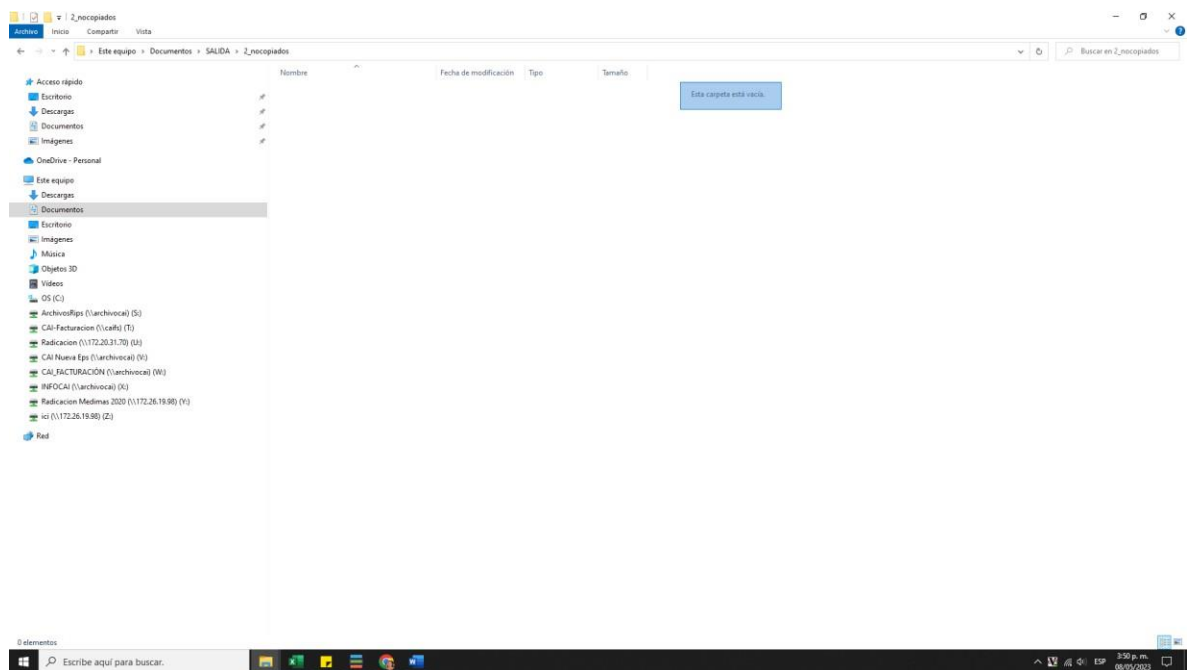 2_nocopiados
Archivo Inicio Compartir Vista
Este equipo > Documentos > SALIDA > 2_nocopiados
Buscar en 2_nocopiados
Nombre Fecha de modificación Tipo Tamaño
Esta carpeta está vacía.
Acceso rápido
Escritorio
Descargas
Documentos
Imágenes
OneDrive - Personal
Este equipo
Descargas
Documentos
Escritorio
Imágenes
Música
Objetos 3D
Vídeos
OS (C:)
ArchivosRips (\\archivocai) (S:)
CAI-Facturacion (\\caifs) (T:)
Radicacion (\\172.20.31.70) (U:)
CAI Nueva Eps (\\archivocai) (V:)
CAI_FACTURACIÓN (\\archivocai) (W:)
INFOCAI (\\archivocai) (X:)
Radicacion Medimas 2020 (\\172.26.19.98) (Y:)
ici (\\172.26.19.98) (Z:)
Red
0 elementos
Escribe aquí para buscar.
ESP
3:50 p. m.
08/05/2023